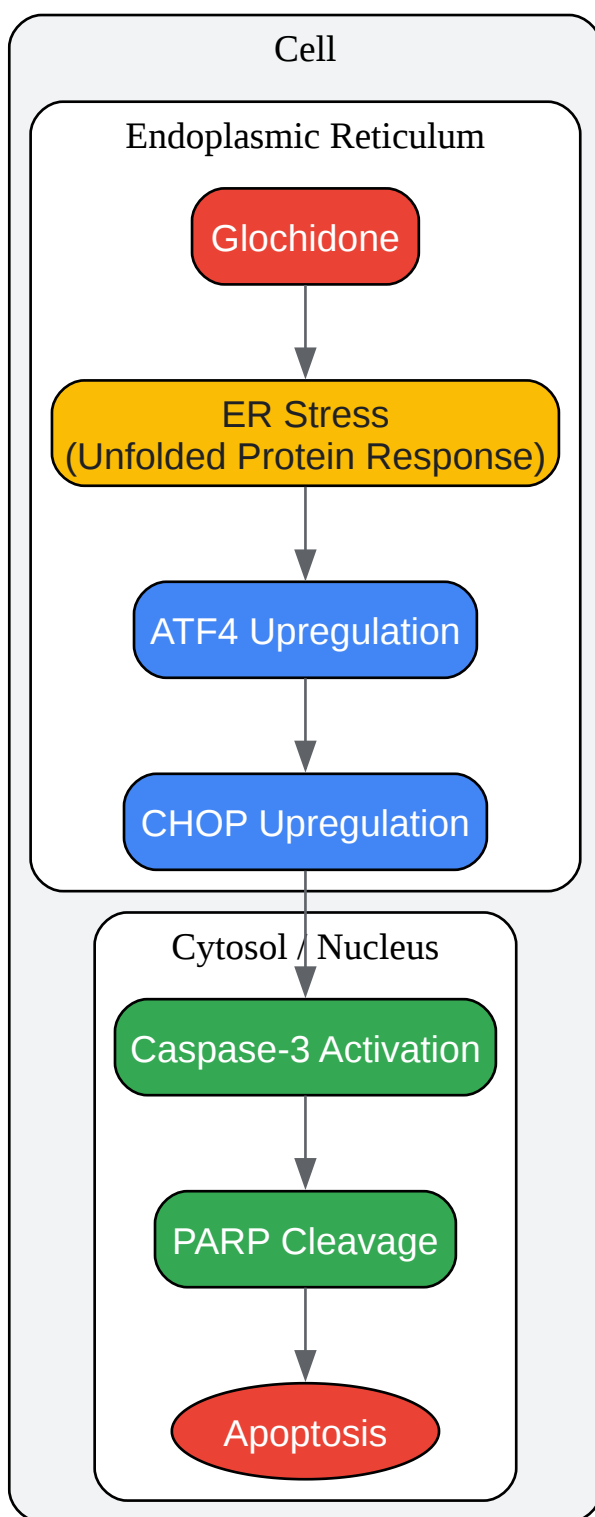 Cell
Endoplasmic Reticulum
Glochidone
ER Stress
(Unfolded Protein Response)
ATF4 Upregulation
CHOP Upregulation
Cytosol / Nucleus
Caspase-3 Activation
PARP Cleavage
Apoptosis